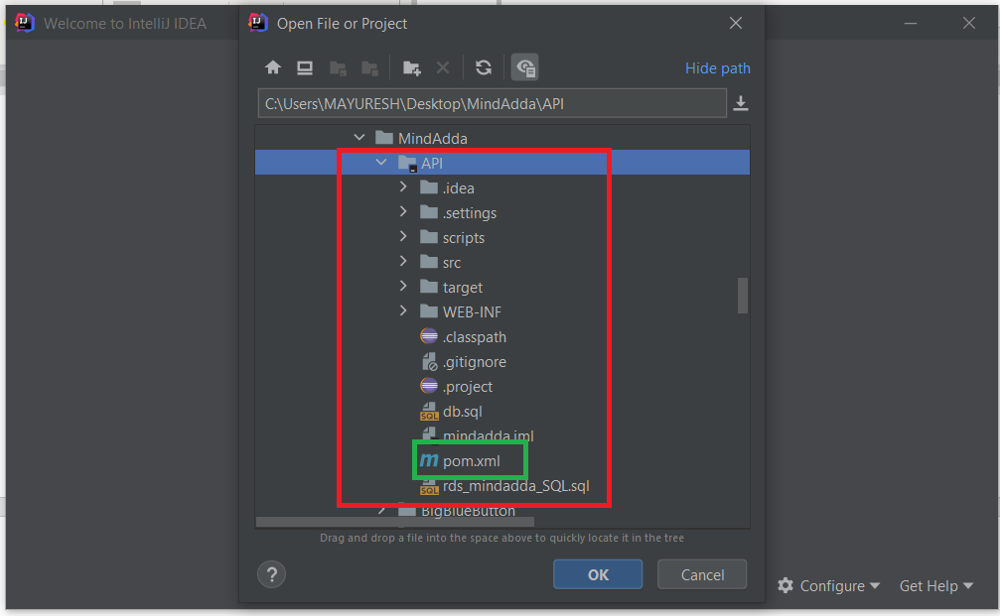 Welcome to IntelliJ IDEA
Open File or Project
Hide path
C:\Users\MAYURESH\Desktop\MindAdda\API
MindAdda
API
.idea
.settings
scripts
src
target
WEB-INF
.classpath
.gitignore
.project
db.sql
mindadda.iml
pom.xml
rds_mindadda_SQL.sql
BigBlueButton
Drag and drop a file into the space above to quickly locate it in the tree
? OK Cancel
Configure Get Help